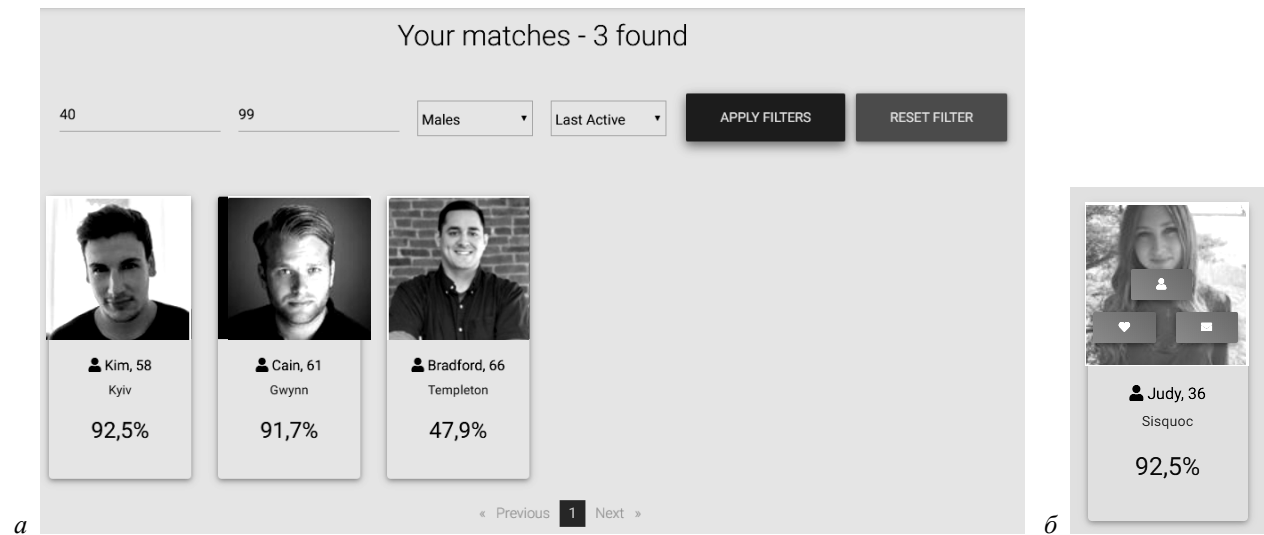 Your matches - 3 found
40 99 Males Last Active APPLY FILTERS RESET FILTER
Kim, 58 Cain, 61 Bradford, 66
Kyiv Gwynn Templeton
92,5% 91,7% 47,9%
« Previous 1 Next »
а
Judy, 36
Sisquoc
92,5%
б